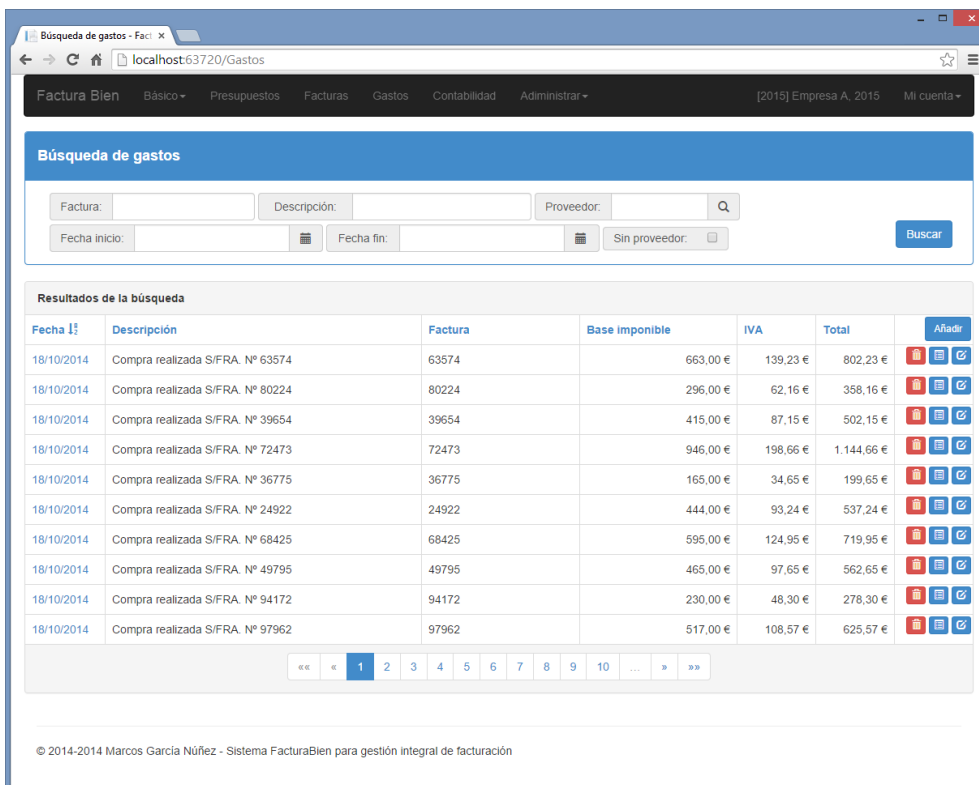 Búsqueda de gastos - Fact
localhost:63720/Gastos
Factura Bien Básico Presupuestos Facturas Gastos Contabilidad Adiministrar [2015] Empresa A, 2015 Mi cuenta
Búsqueda de gastos
Factura: Descripción: Proveedor:
Fecha inicio: Fecha fin: Sin proveedor: Buscar
Resultados de la búsqueda
Fecha Descripción Factura Base imponible IVA Total Añadir
18/10/2014 Compra realizada S/FRA. Nº 63574 63574 663,00 € 139,23 € 802,23 €
18/10/2014 Compra realizada S/FRA. Nº 80224 80224 296,00 € 62,16 € 358,16 €
18/10/2014 Compra realizada S/FRA. Nº 39654 39654 415,00 € 87,15 € 502,15 €
18/10/2014 Compra realizada S/FRA. Nº 72473 72473 946,00 € 198,66 € 1.144,66 €
18/10/2014 Compra realizada S/FRA. Nº 36775 36775 165,00 € 34,65 € 199,65 €
18/10/2014 Compra realizada S/FRA. Nº 24922 24922 444,00 € 93,24 € 537,24 €
18/10/2014 Compra realizada S/FRA. Nº 68425 68425 595,00 € 124,95 € 719,95 €
18/10/2014 Compra realizada S/FRA. Nº 49795 49795 465,00 € 97,65 € 562,65 €
18/10/2014 Compra realizada S/FRA. Nº 94172 94172 230,00 € 48,30 € 278,30 €
18/10/2014 Compra realizada S/FRA. Nº 97962 97962 517,00 € 108,57 € 625,57 €
«« « 1 2 3 4 5 6 7 8 9 10 ... » »»
© 2014-2014 Marcos García Núñez - Sistema FacturaBien para gestión integral de facturación